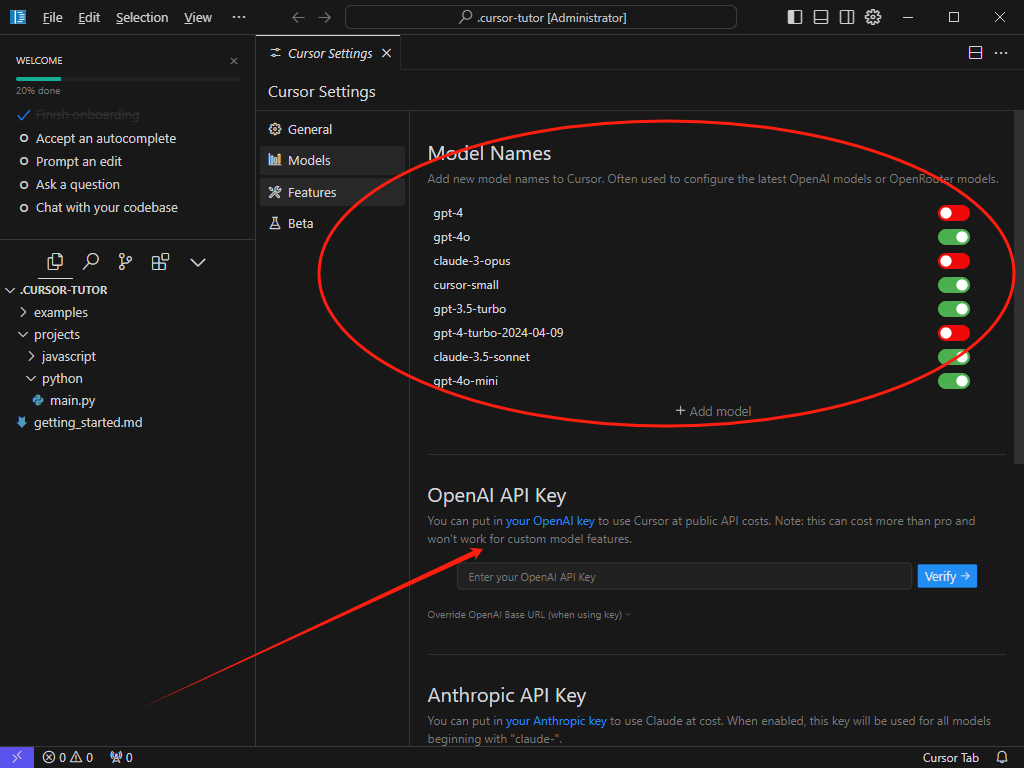 File Edit Selection View ···
.cursor-tutor [Administrator]
WELCOME
20% done
Finish onboarding
Accept an autocomplete
Prompt an edit
Ask a question
Chat with your codebase
.CURSOR-TUTOR
examples
projects
javascript
python
main.py
getting_started.md
Cursor Settings
Cursor Settings
General
Models
Features
Beta
Model Names
Add new model names to Cursor. Often used to configure the latest OpenAI models or OpenRouter models.
gpt-4
gpt-4o
claude-3-opus
cursor-small
gpt-3.5-turbo
gpt-4-turbo-2024-04-09
claude-3.5-sonnet
gpt-4o-mini
+ Add model
OpenAI API Key
You can put in your OpenAI key to use Cursor at public API costs. Note: this can cost more than pro and
won't work for custom model features.
Enter your OpenAI API Key
Verify →
Override OpenAI Base URL (when using key)
Anthropic API Key
You can put in your Anthropic key to use Claude at cost. When enabled, this key will be used for all models
beginning with "claude-".
0 0 0
Cursor Tab